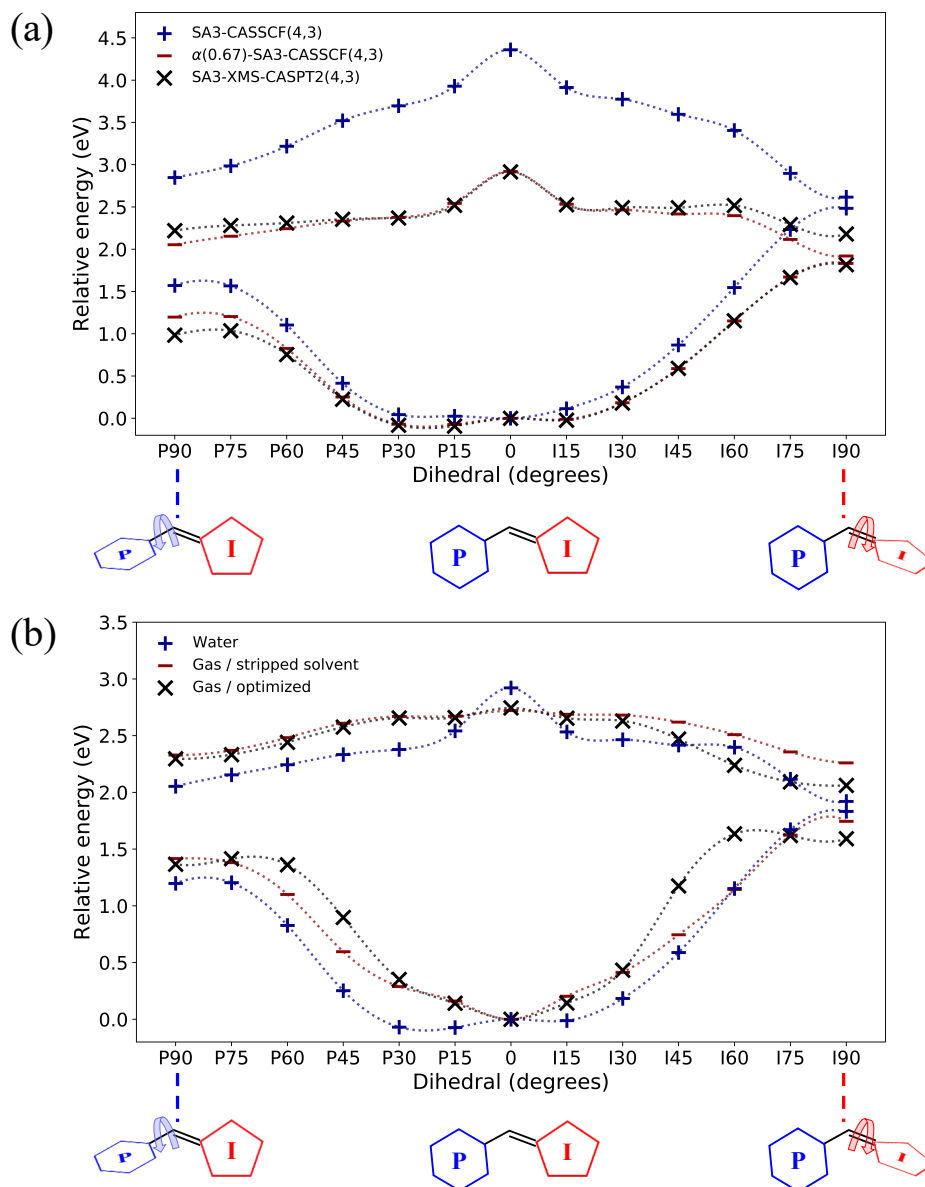 (a)
SA3-CASSCF(4,3)
α(0.67)-SA3-CASSCF(4,3)
SA3-XMS-CASPT2(4,3)
Relative energy (eV)
4.5
4.0
3.5
3.0
2.5
2.0
1.5
1.0
0.5
0.0
P90 P75 P60 P45 P30 P15 0 I15 I30 I45 I60 I75 I90
Dihedral (degrees)
P I P I P I
(b)
Water
Gas / stripped solvent
Gas / optimized
Relative energy (eV)
3.5
3.0
2.5
2.0
1.5
1.0
0.5
0.0
P90 P75 P60 P45 P30 P15 0 I15 I30 I45 I60 I75 I90
Dihedral (degrees)
P I P I P I